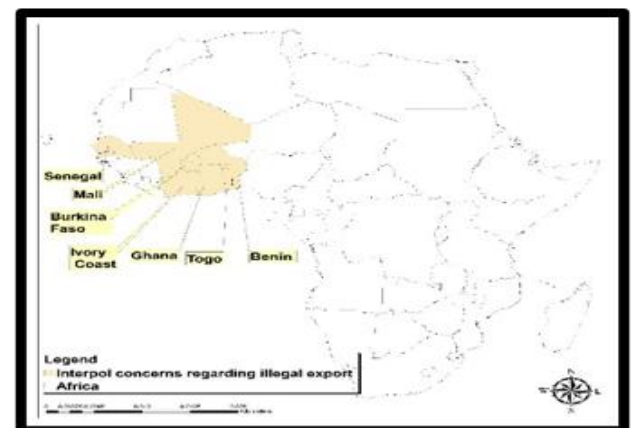 Senegal
Mali
Burkina
Faso
Ivory
Coast
Ghana
Togo
Benin
Legend
Interpol concerns regarding illegal export
Africa